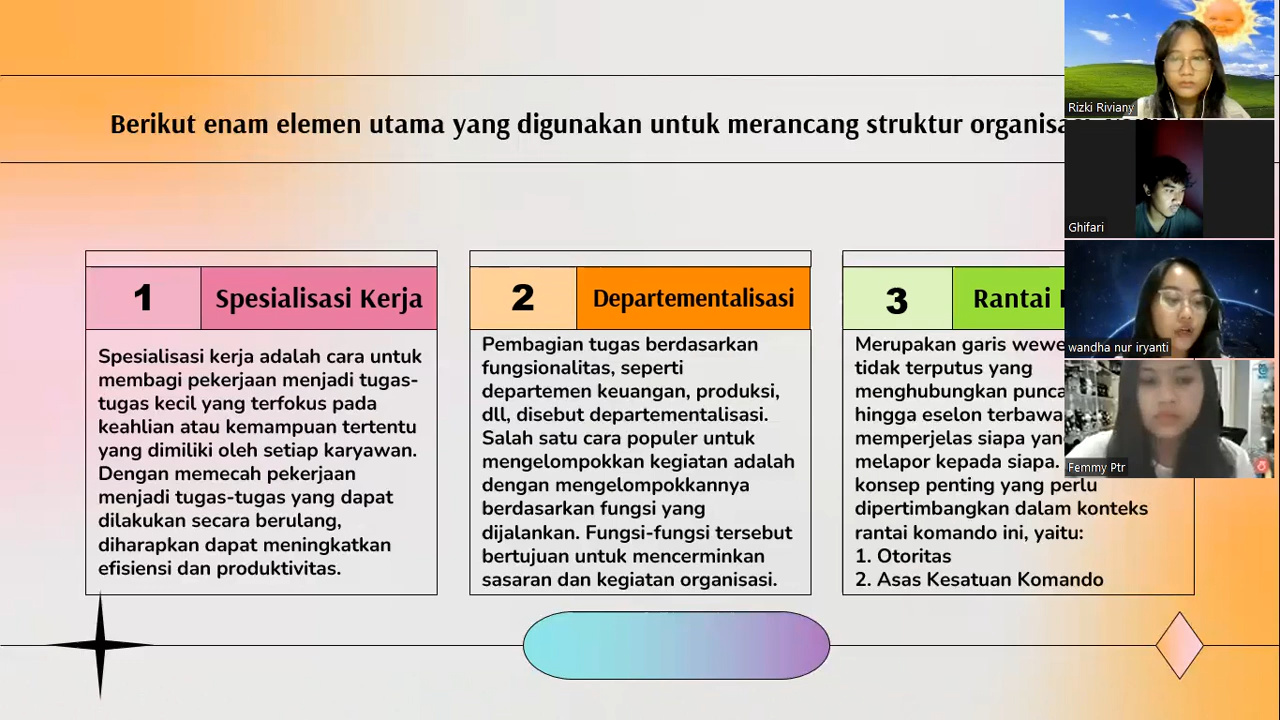 Berikut enam elemen utama yang digunakan untuk merancang struktur
1 Spesialisasi Kerja
Spesialisasi kerja adalah cara untuk
membagi pekerjaan menjadi tugas-
tugas kecil yang terfokus pada
keahlian atau kemampuan tertentu
yang dimiliki oleh setiap karyawan.
Dengan memecah pekerjaan
menjadi tugas-tugas yang dapat
dilakukan secara berulang,
diharapkan dapat meningkatkan
efisiensi dan produktivitas.
2 Departementalisasi
Pembagian tugas berdasarkan
fungsionalitas, seperti
departemen keuangan, produksi,
dll, disebut departementalisasi.
Salah satu cara populer untuk
mengelompokkan kegiatan adalah
dengan mengelompokkannya
berdasarkan fungsi yang
dijalankan. Fungsi-fungsi tersebut
bertujuan untuk mencerminkan
sasaran dan kegiatan organisasi.
3 Rantai
Merupakan garis
tidak terputus yang
menghubungkan
hingga eselon
memperjelas siapa
melapor kepada siapa.
konsep penting yang perlu
dipertimbangkan dalam konteks
rantai komando ini, yaitu:
1. Otoritas
2. Asas Kesatuan Komando
Rizki Riviany
Ghifari
wandha nur iryanti
Femmy Ptr